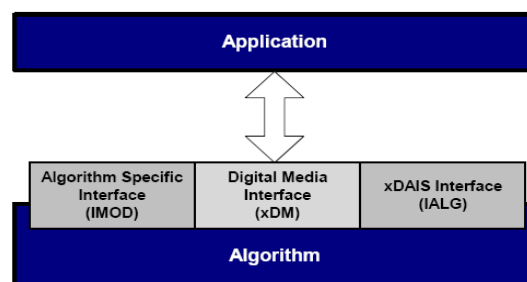 Application
Algorithm Specific
Interface
(IMOD)
Digital Media
Interface
(xDM)
xDAIS Interface
(IALG)
Algorithm